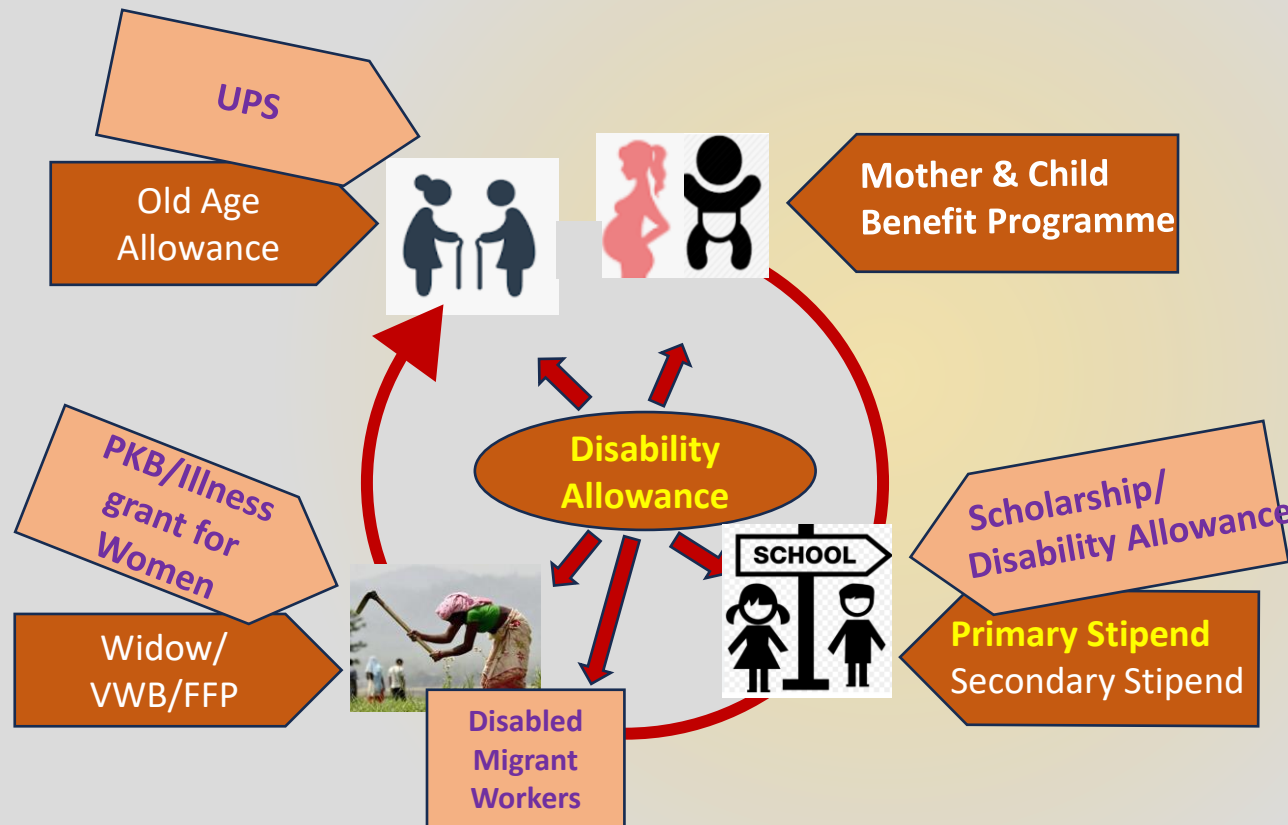 UPS
Old Age
Allowance
Mother & Child
Benefit Programme
Disability
Allowance
PKB/Illness
grant for
Women
Widow/
VWB/FFP
SCHOOL
Scholarship/
Disability Allowance
Primary Stipend
Secondary Stipend
Disabled
Migrant
Workers